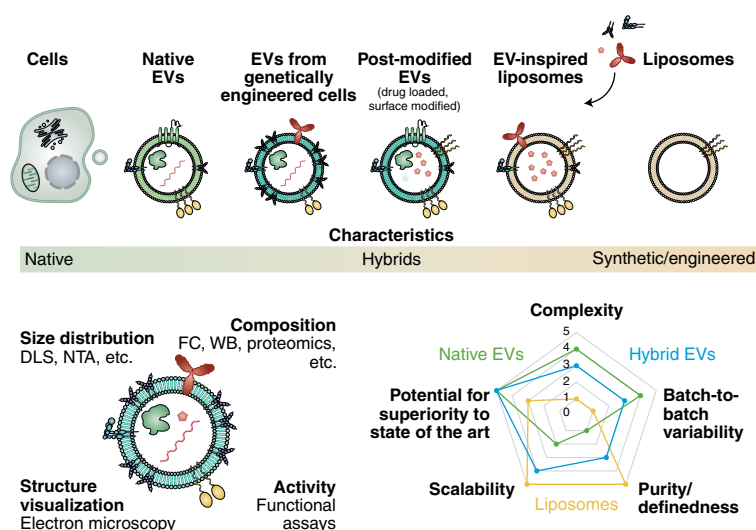 Cells
Native
EVs
EVs from
genetically
engineered cells
Post-modified
EVs
(drug loaded,
surface modified)
EV-inspired
liposomes
Liposomes
Characteristics
Native
Hybrids
Synthetic/engineered
Size distribution
DLS, NTA, etc.
Composition
FC, WB, proteomics,
etc.
Structure
visualization
Electron microscopy
Activity
Functional
assays
Complexity
5
4
3
2
1
0
Native EVs
Hybrid EVs
Potential for
superiority to
state of the art
Batch-to-
batch
variability
Scalability
Liposomes
Purity/
definedness